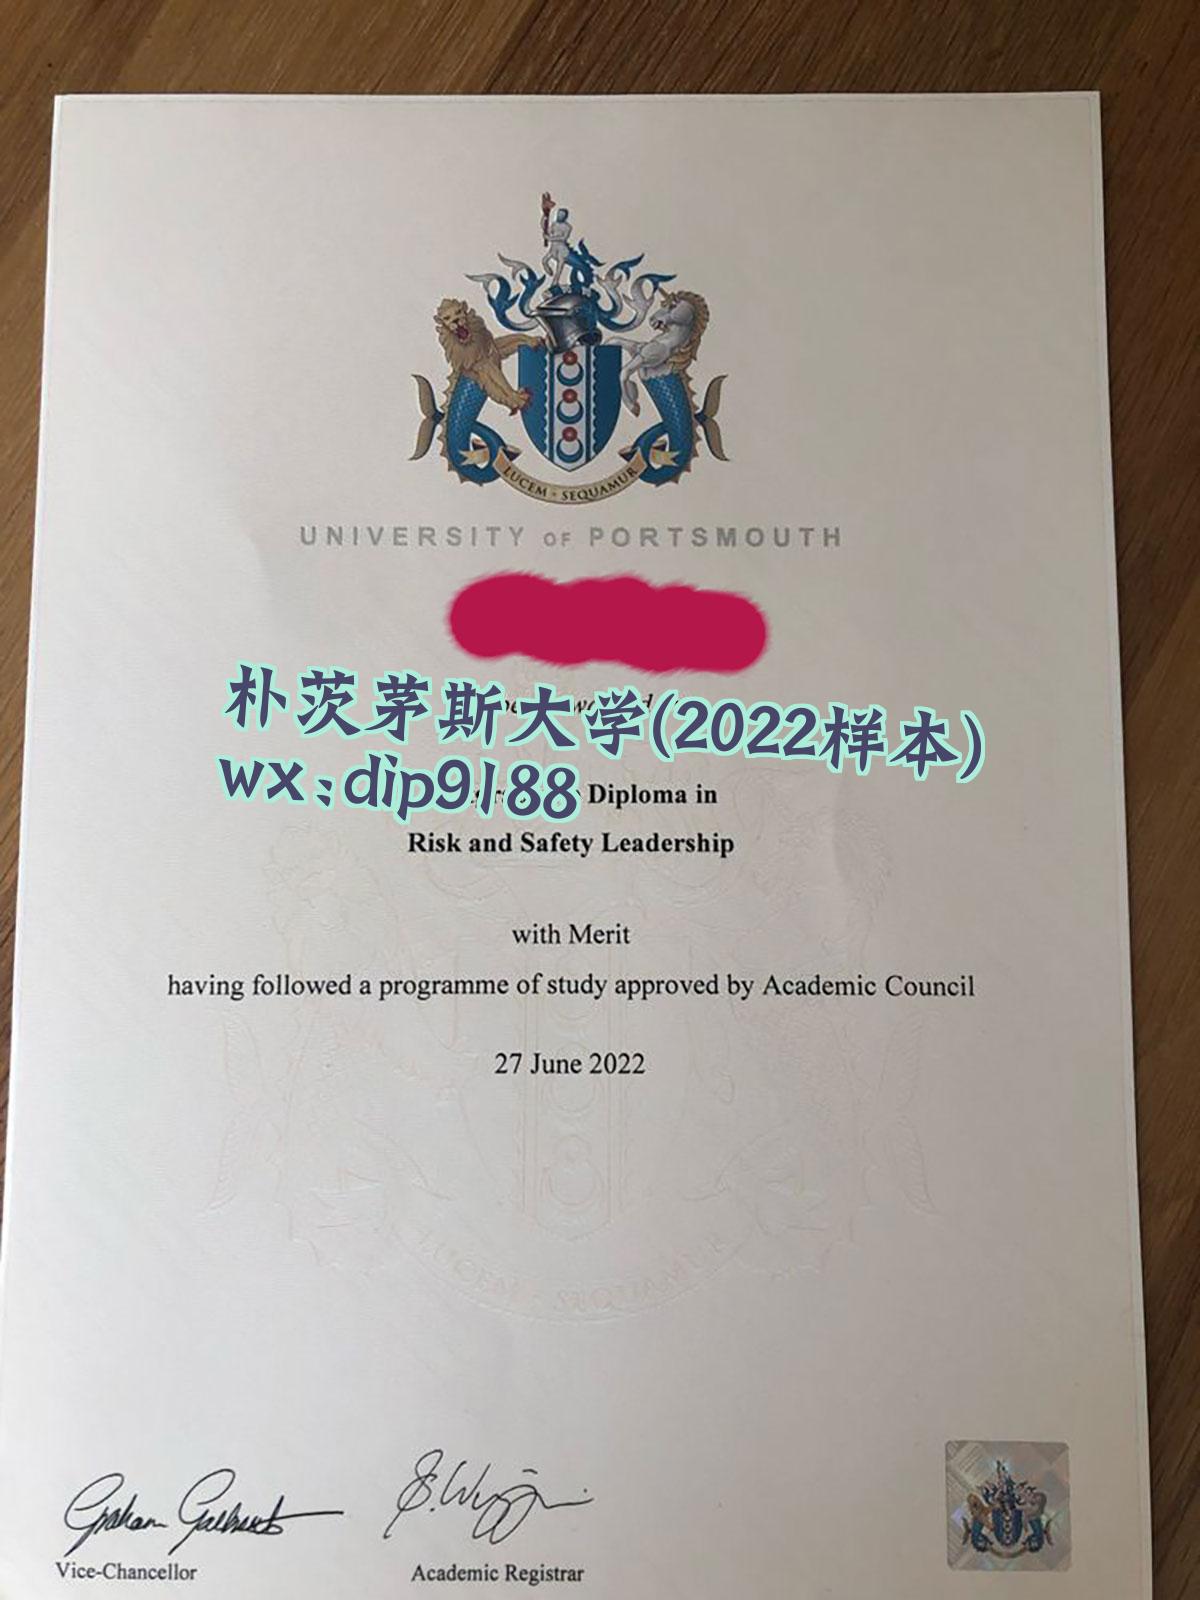 LUCEM · SEQUAMUR
UNIVERSITY OF PORTSMOUTH
朴茨茅斯大学(2022样本)
wx:dip9188
Diploma in
Risk and Safety Leadership
with Merit
having followed a programme of study approved by Academic Council
27 June 2022
LUCEM · SEQUAMUR
Vice-Chancellor
Academic Registrar